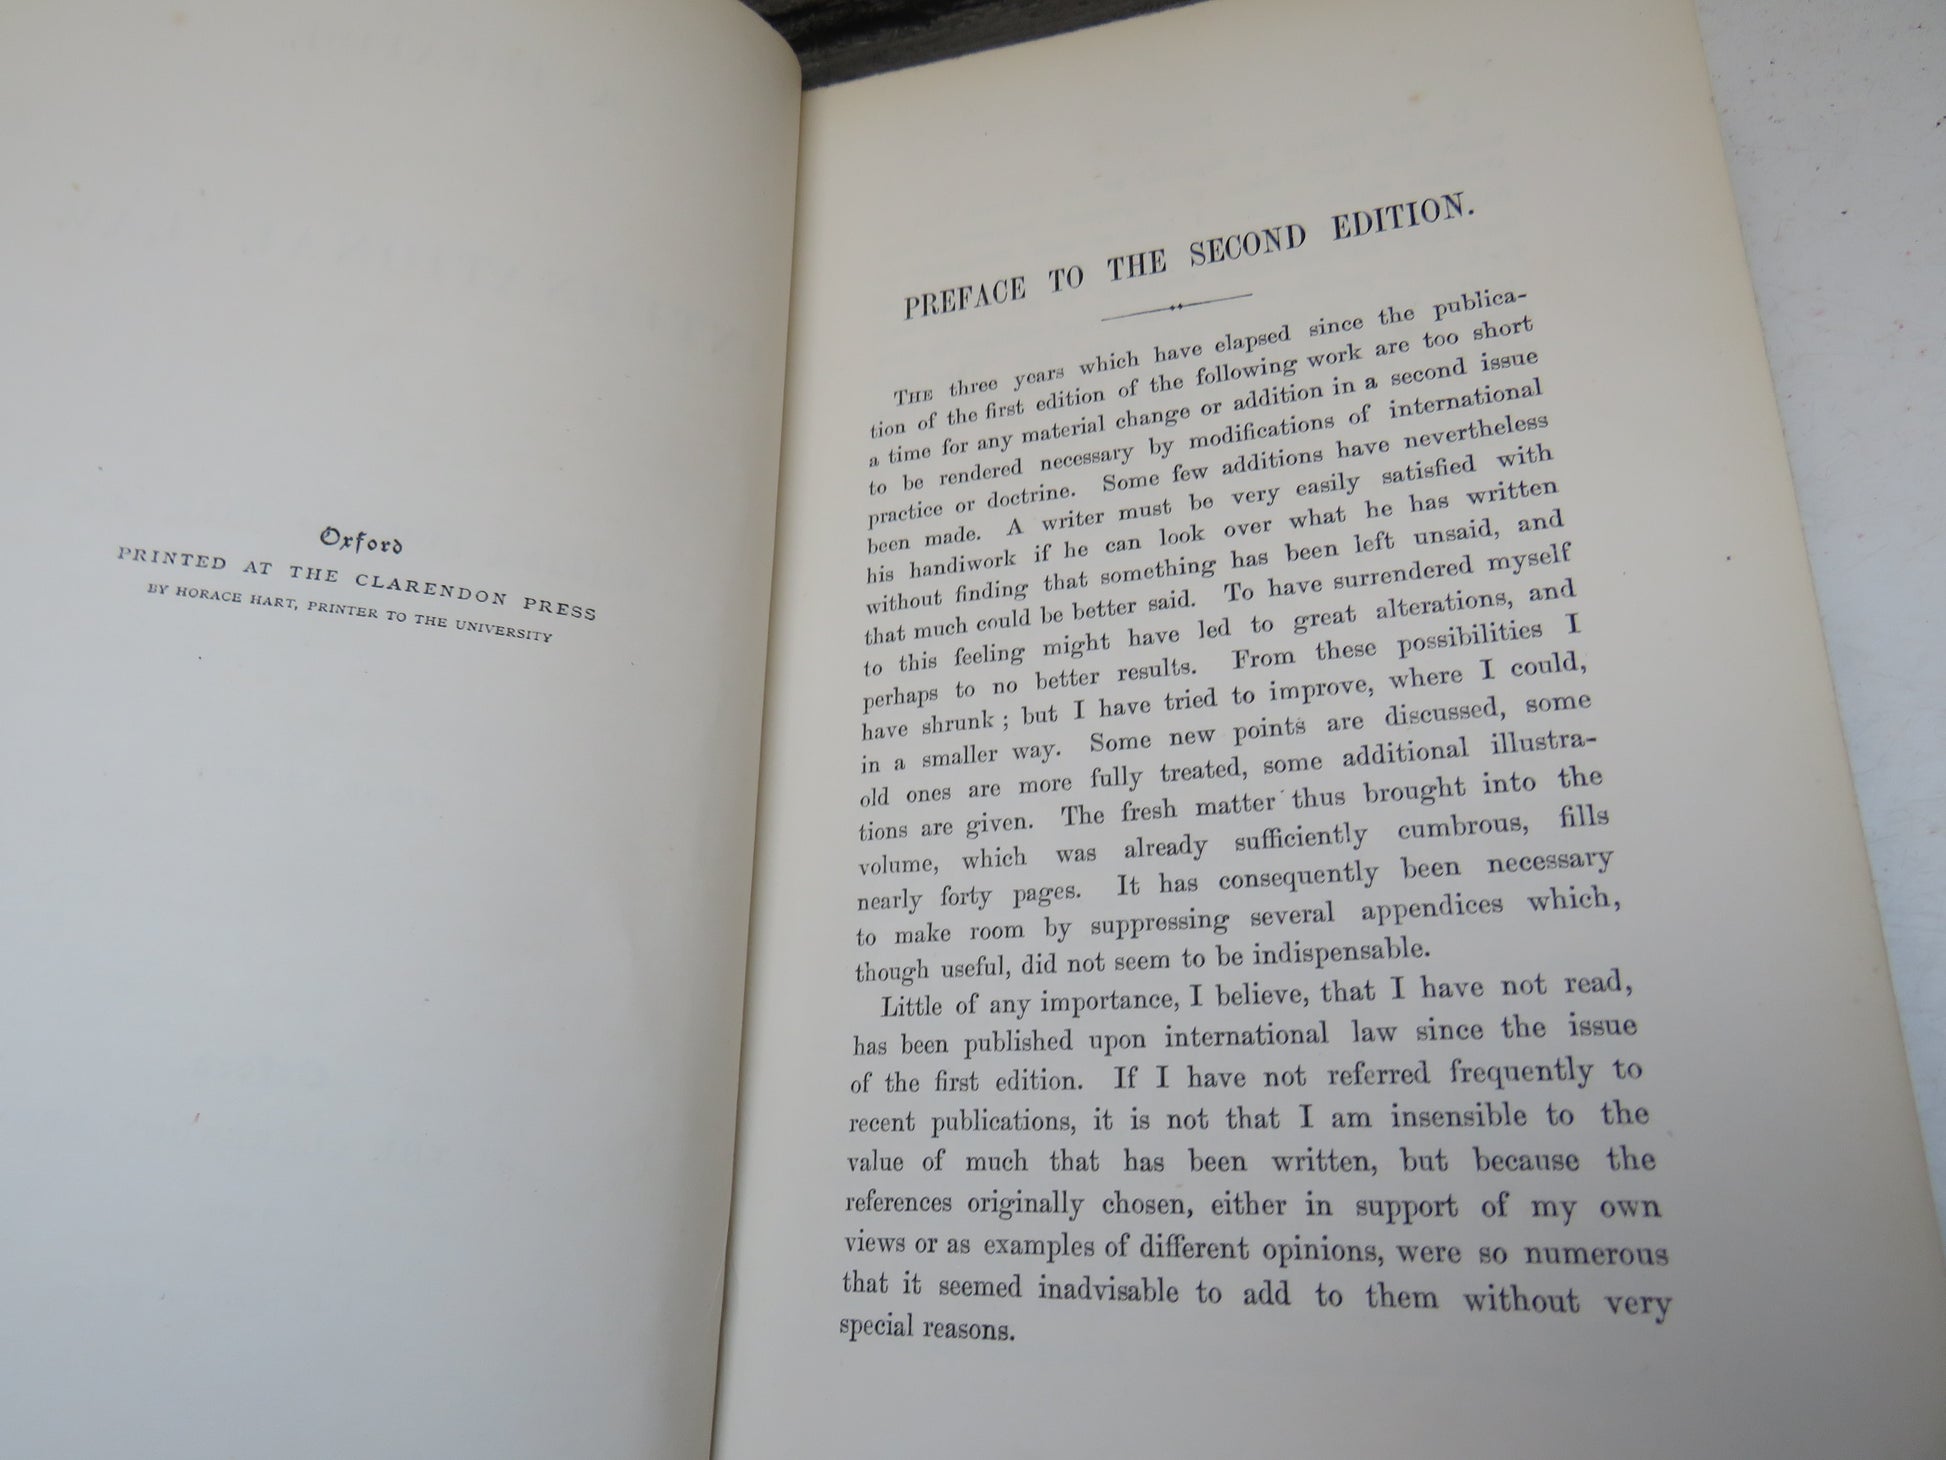 Oxford
PRINTED AT THE CLARENDON PRESS
BY HORACE HART, PRINTER TO THE UNIVERSITY
PREFACE TO THE SECOND EDITION.
THE three years which have elapsed since the publica-
tion of the first edition of the following work are too short
a time for any material change or addition in a second issue
to be rendered necessary by modifications of international
practice or doctrine. Some few additions have nevertheless
been made. A writer must be very easily satisfied with
his handiwork if he can look over what he has written
without finding that something has been left unsaid, and
that much could be better said. To have surrendered myself
to this feeling might have led to great alterations, and
perhaps to no better results. From these possibilities I
have shrunk; but I have tried to improve, where I could,
in a smaller way. Some new points are discussed, some
old ones are more fully treated, some additional illustra-
tions are given. The fresh matter thus brought into the
volume, which was already sufficiently cumbrous, fills
nearly forty pages. It has consequently been necessary
to make room by suppressing several appendices which,
though useful, did not seem to be indispensable.
Little of any importance, I believe, that I have not read,
has been published upon international law since the issue
of the first edition. If I have not referred frequently to
recent publications, it is not that I am insensible to the
value of much that has been written, but because the
references originally chosen, either in support of my own
views or as examples of different opinions, were so numerous
that it seemed inadvisable to add to them without very
special reasons.